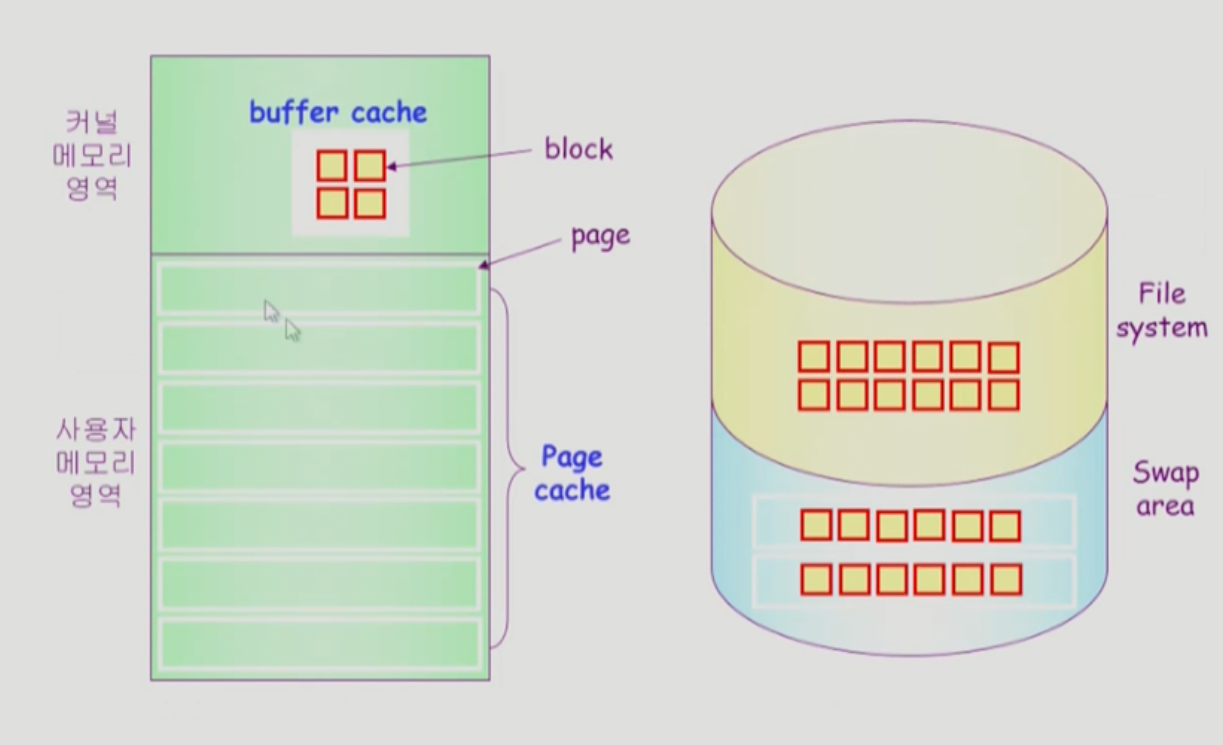 커널
메모리
영역
buffer cache
block
page
사용자
메모리
영역
Page
cache
File
system
Swap
area